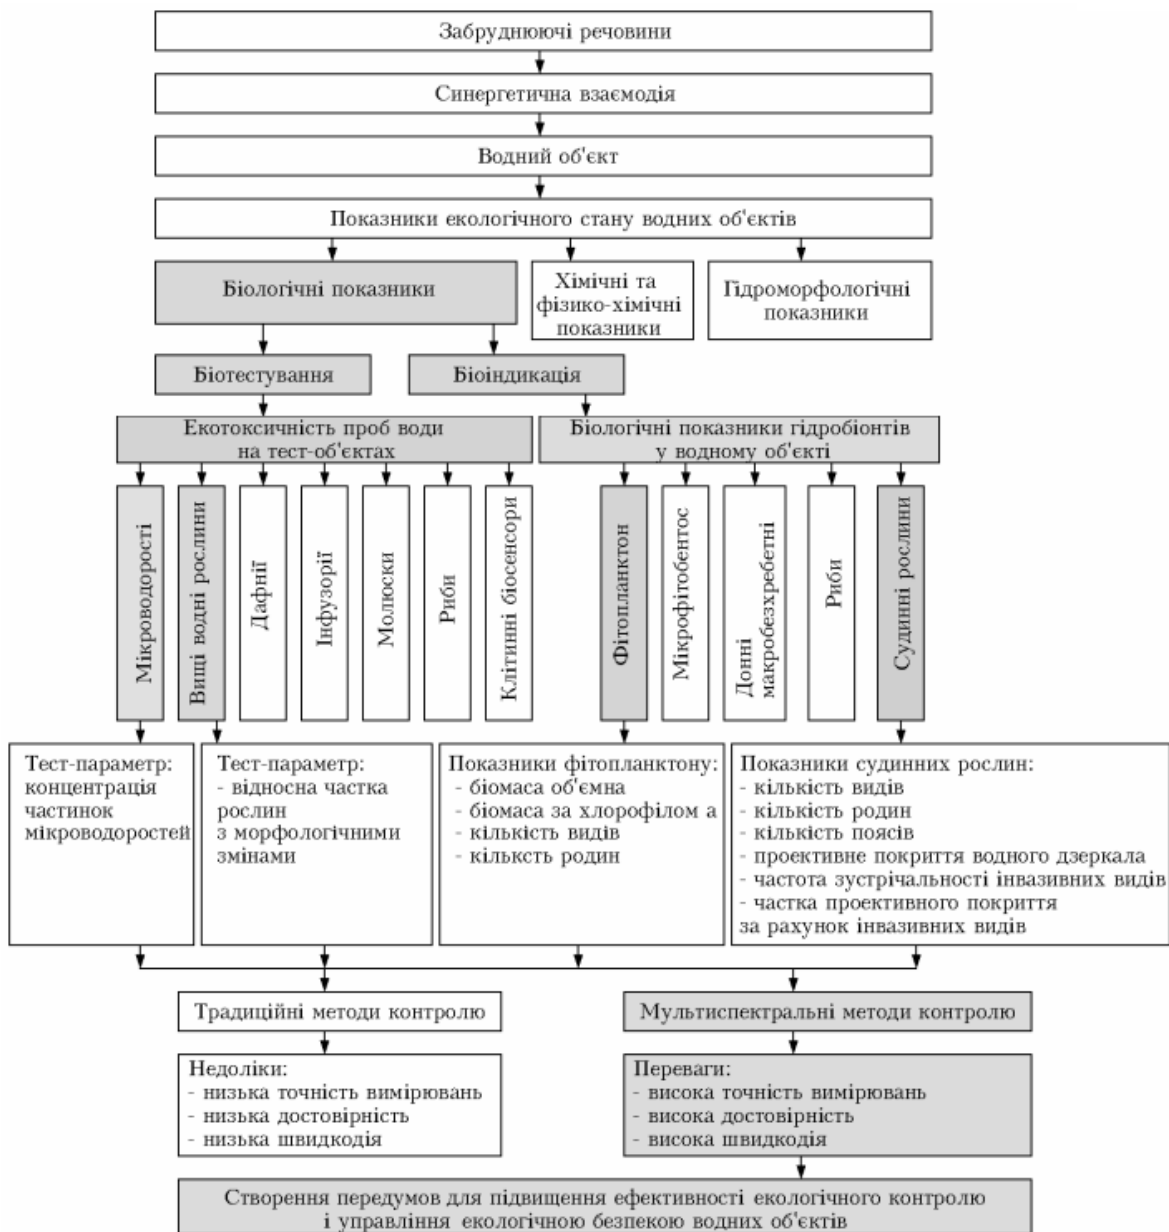 Забруднюючі речовини
Синергетична взаємодія
Водний об'єкт
Показники екологічного стану водних об'єктів
Біологічні показники
Хімічні та
фізико-хімічні
показники
Гідроморфологічні
показники
Біотестування
Біоіндикація
Екотоксичність проб води
на тест-об'єктах
Біологічні показники гідробіонтів
у водному об'єкті
Мікроводорості
Вищі водні рослини
Дафнії
Інфузорії
Молюски
Риби
Клітинні біосенсори
Фітопланктон
Мікрофітобентос
Донні
макробезхребетні
Риби
Судинні рослини
Тест-параметр:
концентрація
частинок
мікроводоростей
Тест-параметр:
- відносна частка
рослин
з морфологічними
змінами
Показники фітопланктону:
- біомаса об'ємна
- біомаса за хлорофілом а
- кількість видів
- кільксть родин
Показники судинних рослин:
- кількість видів
- кількість родин
- кількість поясів
- проективне покриття водного дзеркала
- частота зустрічальності інвазивних видів
- частка проективного покриття
за рахунок інвазивних видів
Традиційні методи контролю
Мультиспектральні методи контролю
Недоліки:
- низька точність вимірювань
- низька достовірність
- низька швидкодія
Переваги:
- висока точність вимірювань
- висока достовірність
- висока швидкодія
Створення передумов для підвищення ефективності екологічного контролю
і управління екологічною безпекою водних об'єктів